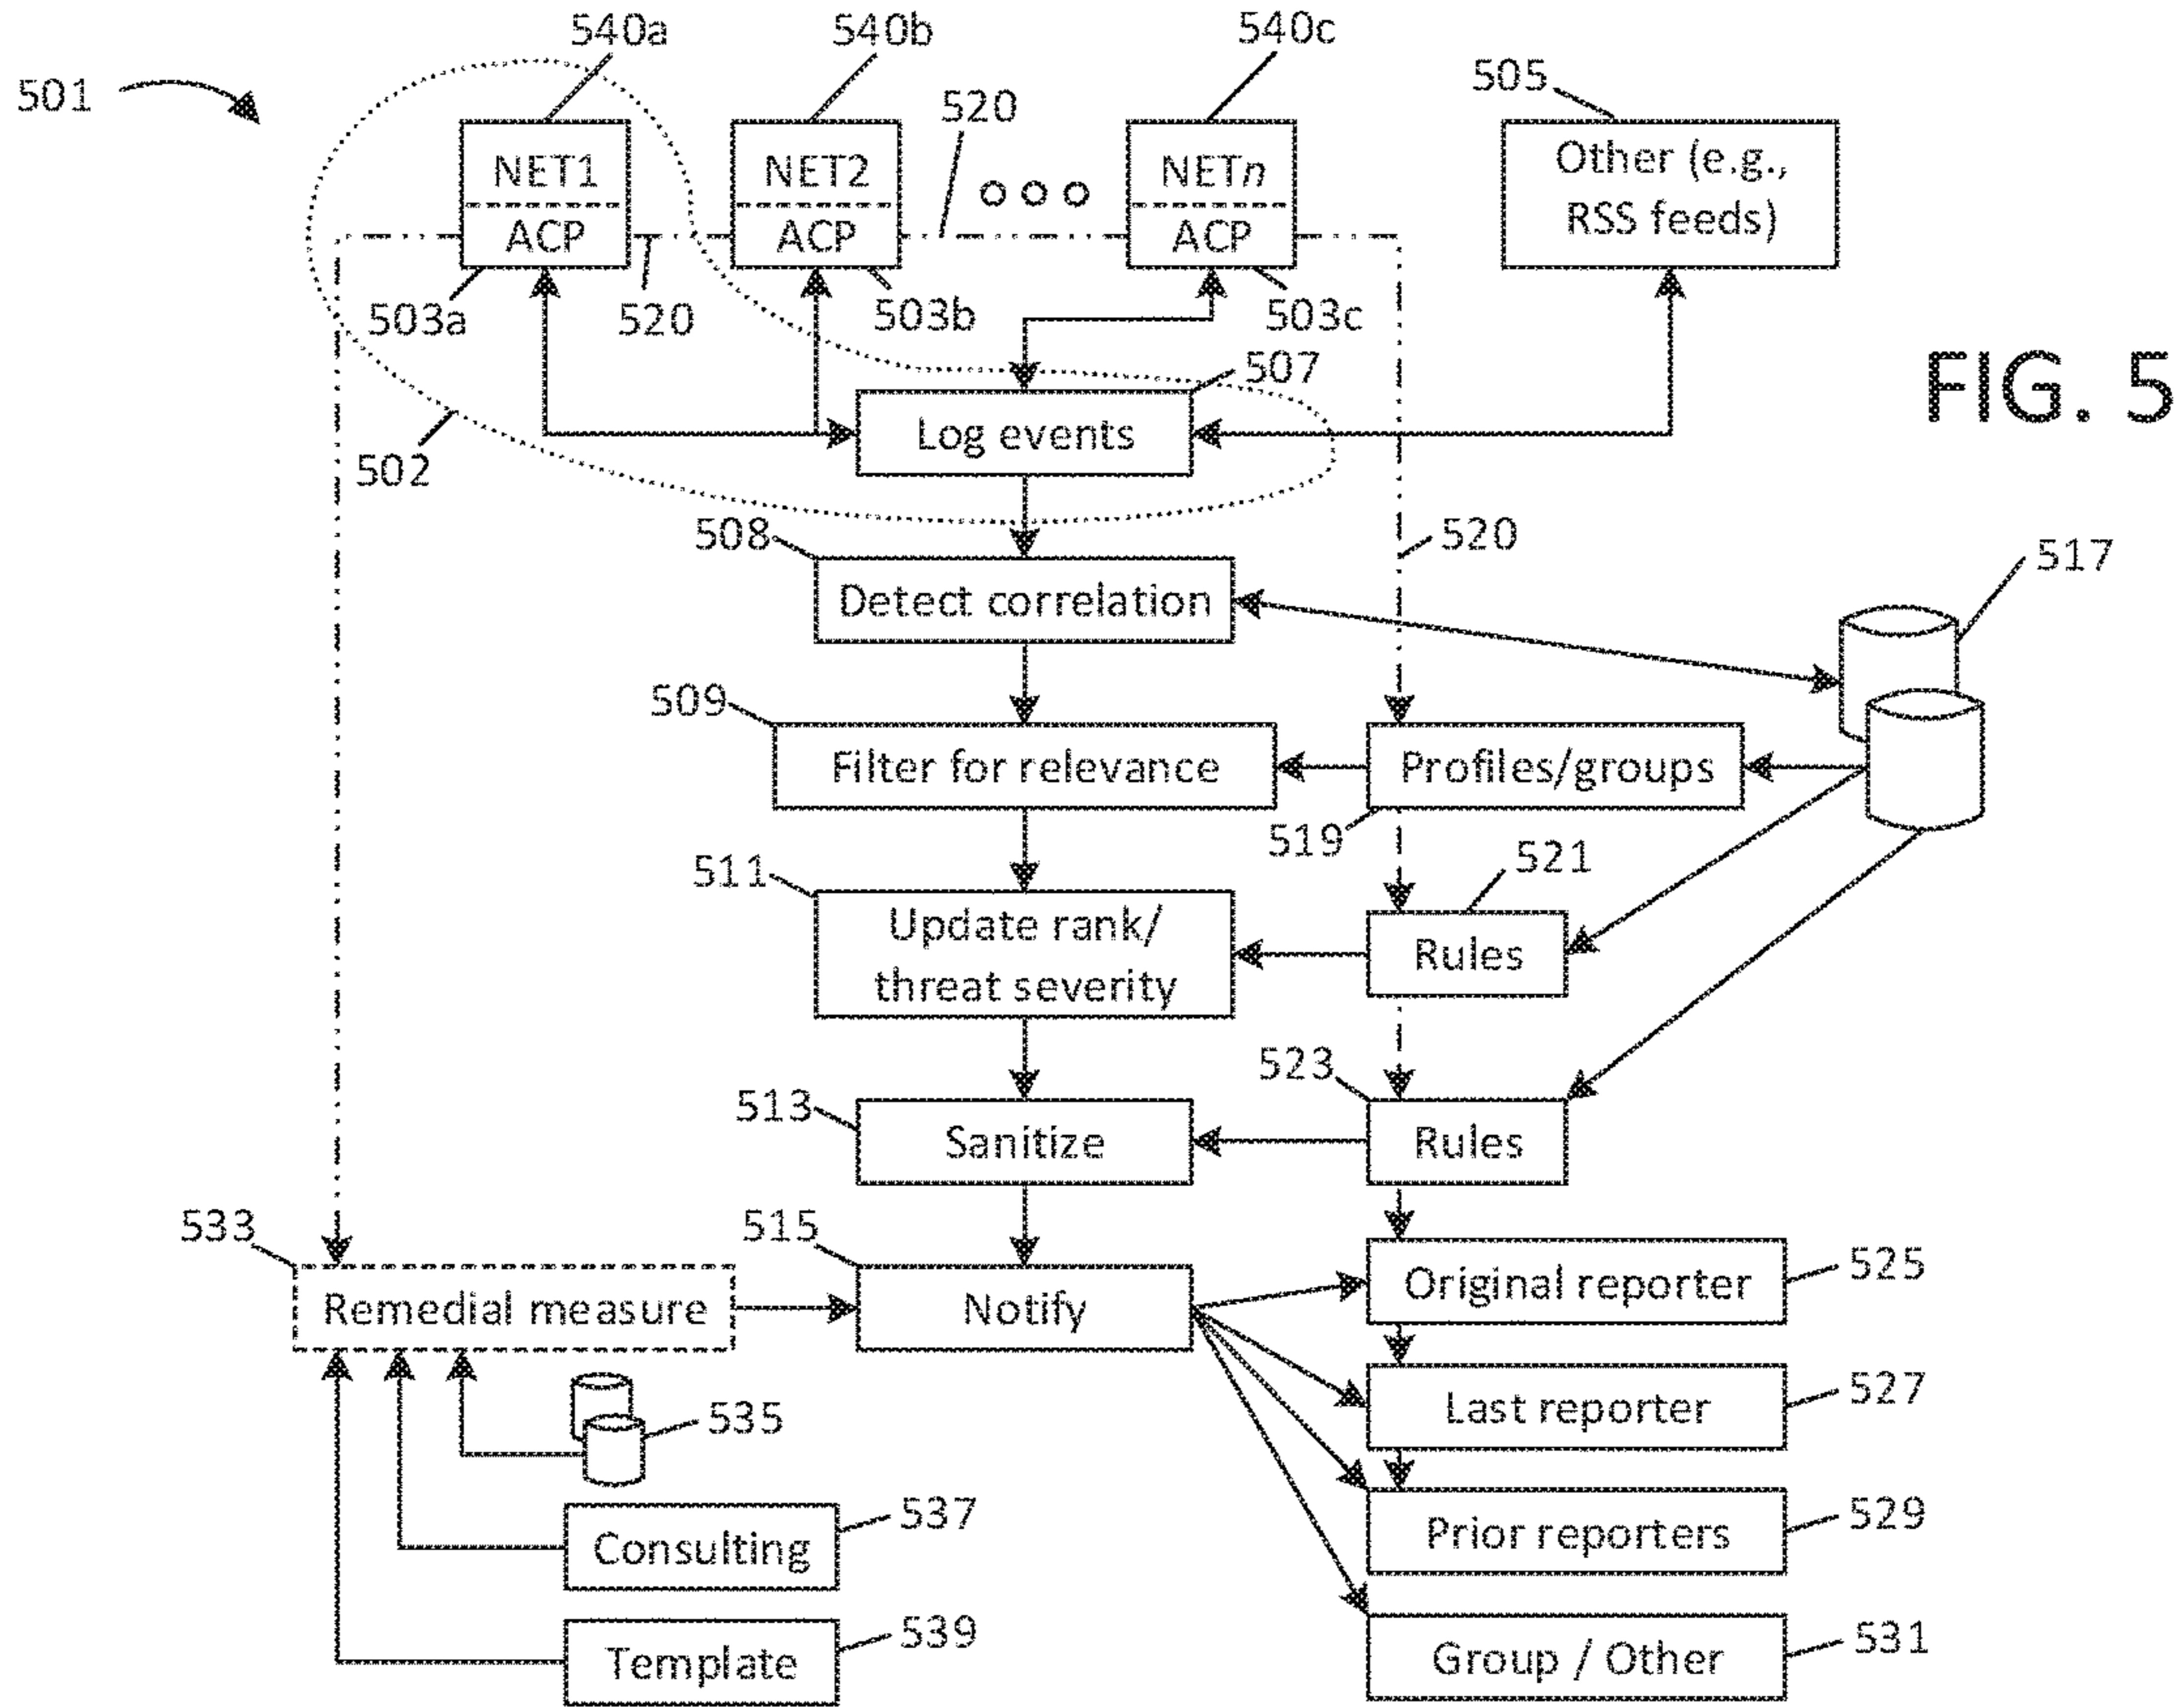 540a
540b
540c
501
505
520
NET1
NET2
NETn
Other (e.g.,
RSS feeds)
ACP
ACP
ACP
503a
520
503b
503c
507
FIG. 5
Log events
502
508
520
517
Detect correlation
509
Filter for relevance
Profiles/groups
519
511
521
Update rank/
threat severity
Rules
523
513
Sanitize
Rules
533
515
525
Remedial measure
Notify
Original reporter
535
527
Last reporter
537
529
Consulting
Prior reporters
539
531
Template
Group / Other